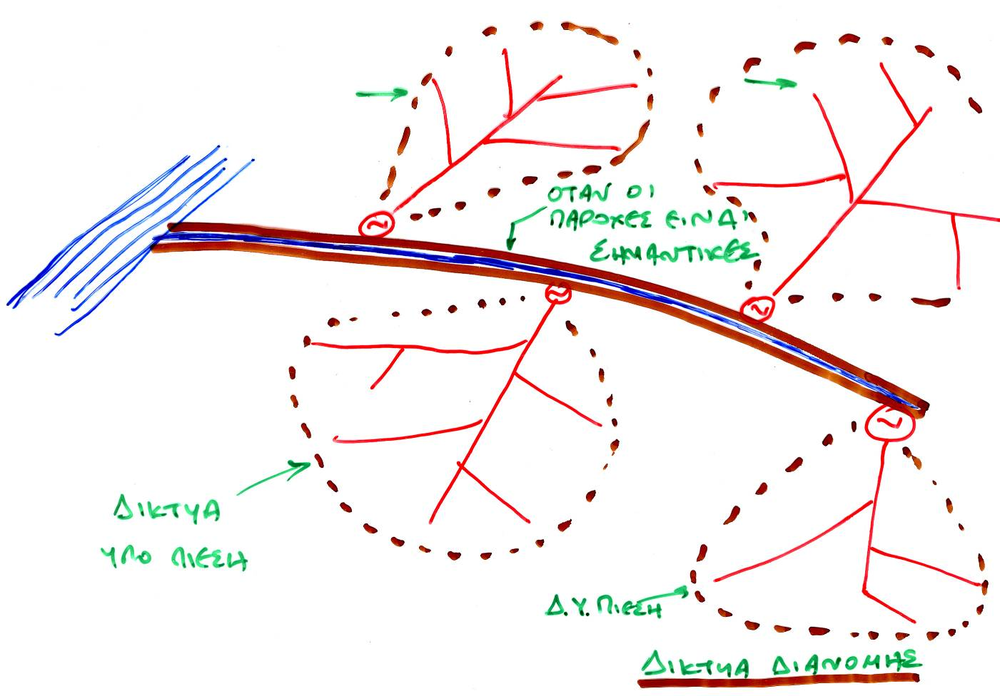 ΟΤΑΝ ΟΙ
ΠΑΡΟΧΕΣ ΕΙΝΑΙ
ΣΗΜΑΝΤΙΚΕΣ
ΔΙΚΤΥΑ
ΥΠΟ ΠΙΕΣΗ
Δ.Υ.ΠΙΕΣΗ
ΔΙΚΤΥΑ ΔΙΑΝΟΜΗΣ